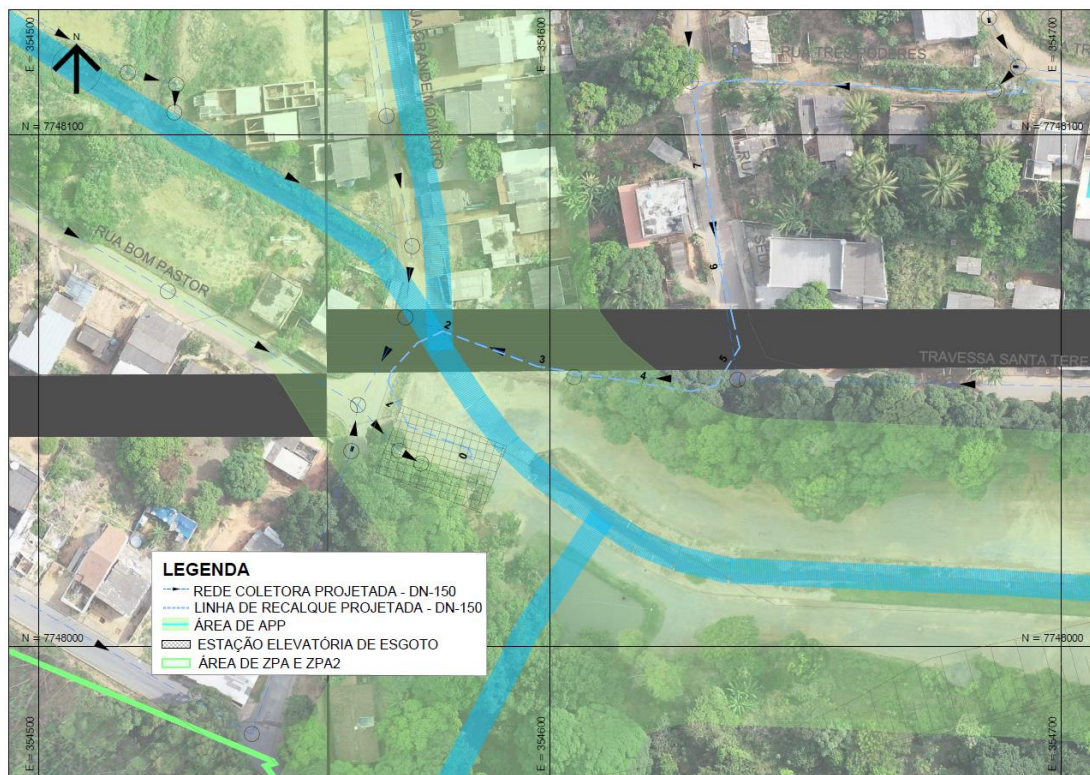 E = 354500
E = 354600
E = 354700
N
RUA TRES PODERES
N = 7748100
N = 7748100
RUA
7
6
RUA BOM PASTOR
2
3
5
4
TRAVESSA SANTA TERE
1
0
LEGENDA
REDE COLETORA PROJETADA - DN-150
LINHA DE RECALQUE PROJETADA - DN-150
ÁREA DE APP
ESTAÇÃO ELEVATÓRIA DE ESGOTO
ÁREA DE ZPA E ZPA2
N = 7748000
N = 7748000
E = 354500
E = 354600
E = 354700